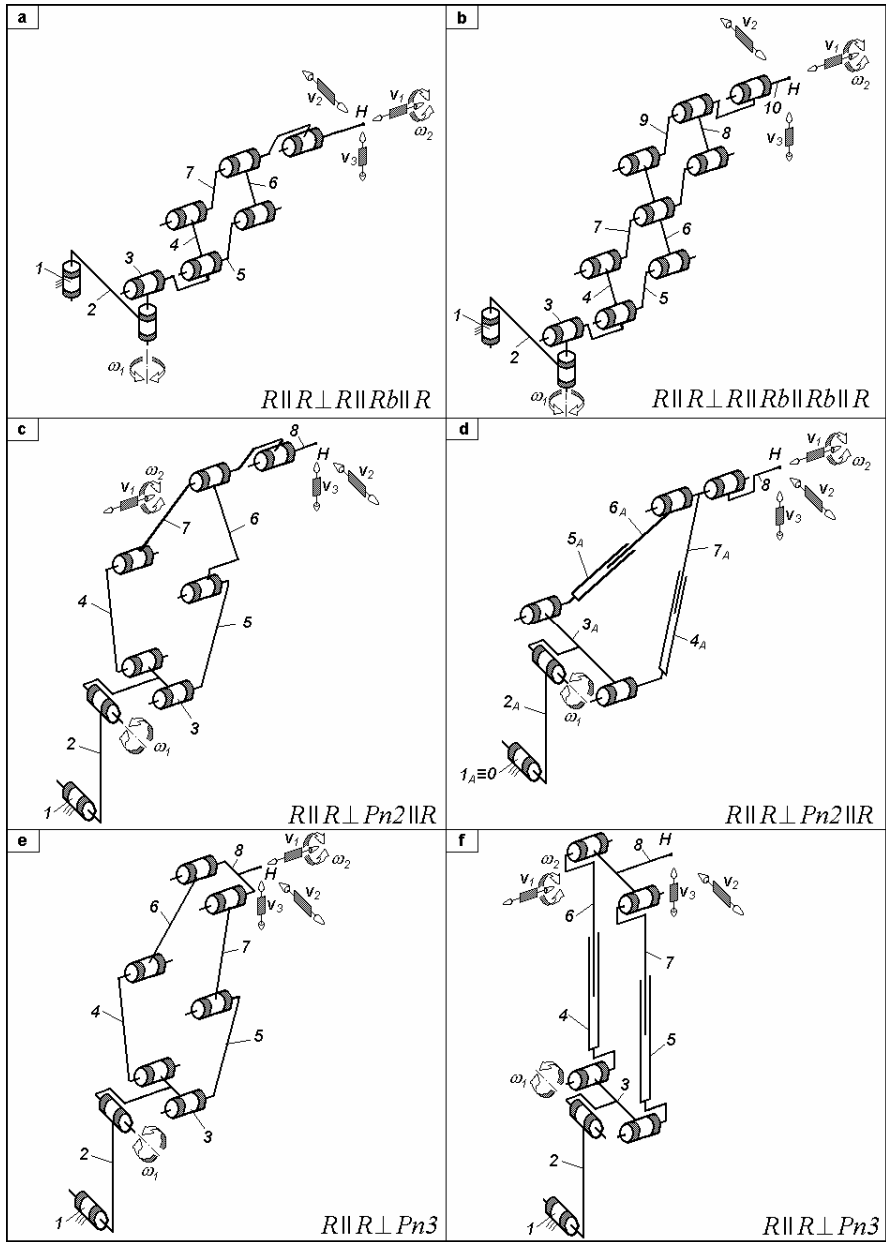 a
v₂
v₁
H
ω₂
v₃
7
6
4
3
5
1
2
ω₁
R||R⊥R||Rb||R
b
v₂
v₁
H
ω₂
10
9
8
v₃
7
6
4
5
3
1
2
ω₁
R||R⊥R||Rb||Rb||R
c
8
H
ω₂
v₁
v₂
v₃
7
6
4
5
3
2
ω₁
1
R||R⊥Pn2||R
d
v₁
H
ω₂
8
v₂
v₃
6A
5A
7A
3A
4A
2A
ω₁
1A≡0
R||R⊥Pn2||R
e
8
v₁
ω₂
H
v₂
v₃
6
7
4
5
3
2
ω₁
1
R||R⊥Pn3
f
8
H
ω₂
v₁
v₃
v₂
6
7
4
5
ω₁
3
2
1
R||R⊥Pn3